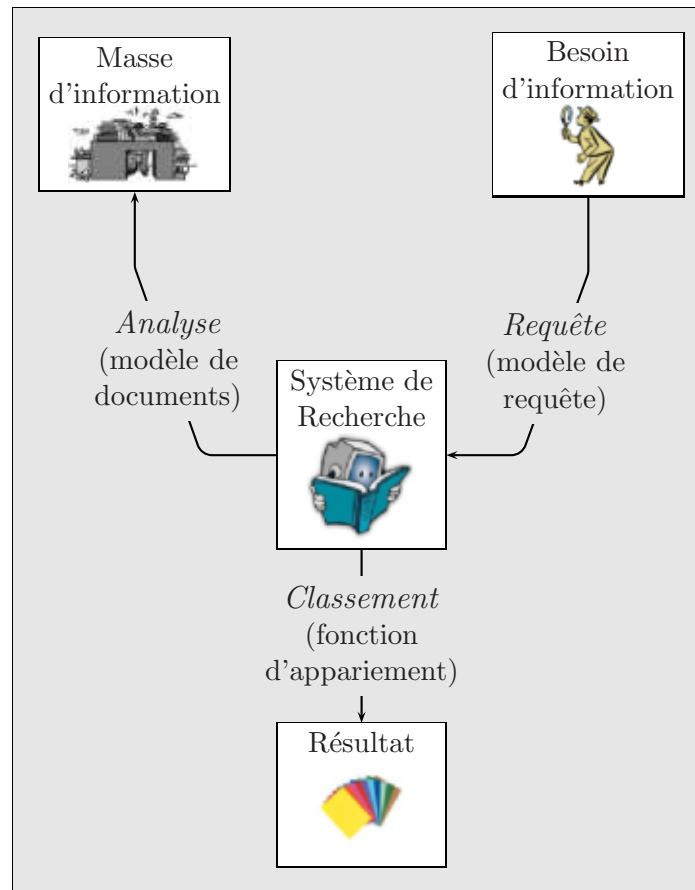 Masse
d'information
Besoin
d'information
Analyse
(modèle de
documents)
Requête
(modèle de
requête)
Système de
Recherche
Classement
(fonction
d'appariement)
Résultat